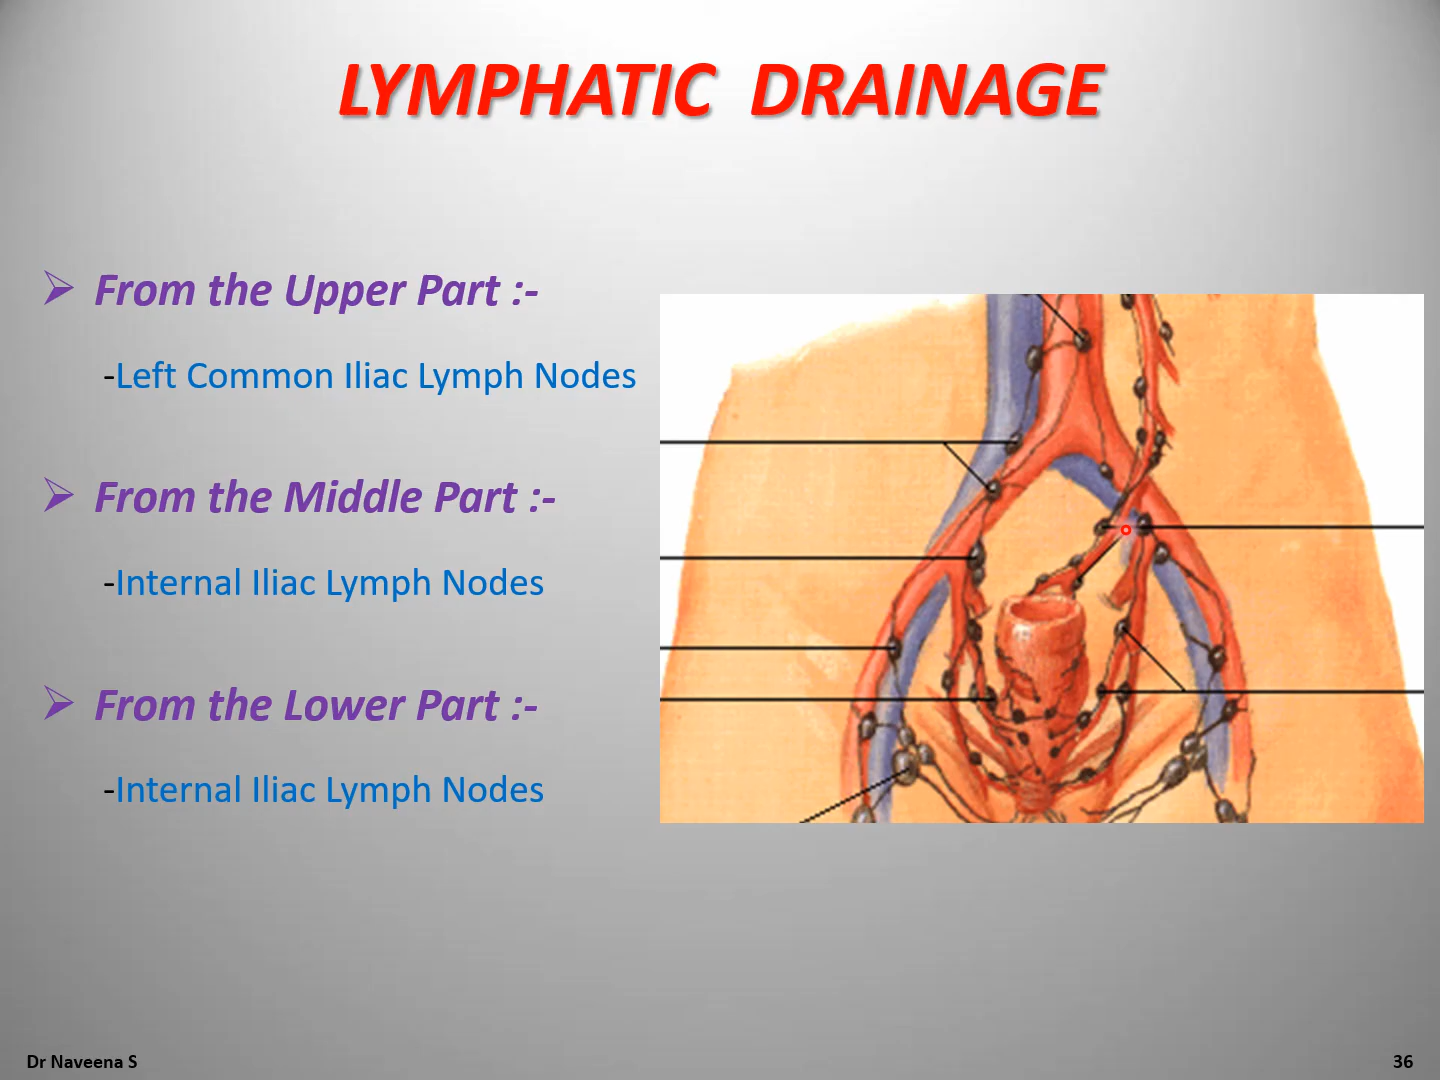 LYMPHATIC DRAINAGE
From the Upper Part :-
-Left Common Iliac Lymph Nodes
From the Middle Part :-
-Internal Iliac Lymph Nodes
From the Lower Part :-
-Internal Iliac Lymph Nodes
Dr Naveena S
36